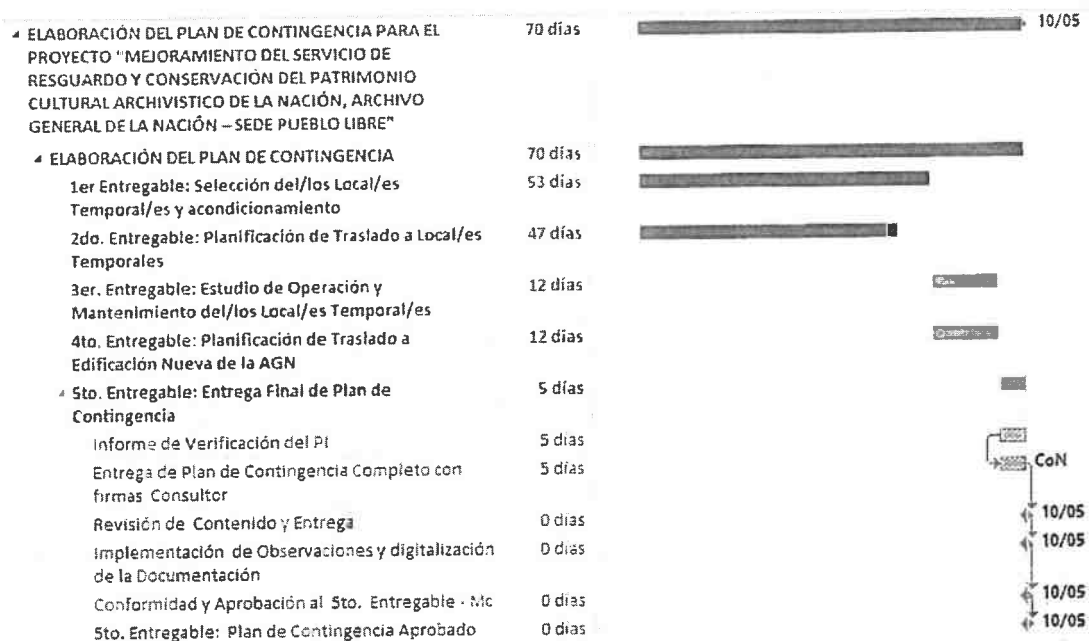 ELABORACIÓN DEL PLAN DE CONTINGENCIA PARA EL 70 días 10/05
PROYECTO "MEJORAMIENTO DEL SERVICIO DE
RESGUARDO Y CONSERVACIÓN DEL PATRIMONIO
CULTURAL ARCHIVISTICO DE LA NACIÓN, ARCHIVO
GENERAL DE LA NACIÓN – SEDE PUEBLO LIBRE"
ELABORACIÓN DEL PLAN DE CONTINGENCIA 70 días
1er Entregable: Selección del/los Local/es 53 días
Temporal/es y acondicionamiento
2do. Entregable: Planificación de Traslado a Local/es 47 días
Temporales
3er. Entregable: Estudio de Operación y 12 días
Mantenimiento del/los Local/es Temporal/es
4to. Entregable: Planificación de Traslado a 12 días
Edificación Nueva de la AGN
5to. Entregable: Entrega Final de Plan de 5 días
Contingencia
Informe de Verificación del PI 5 días
Entrega de Plan de Contingencia Completo con 5 días CoN
firmas Consultor
Revisión de Contenido y Entrega 0 días 10/05
Implementación de Observaciones y digitalización 0 días 10/05
de la Documentación
Conformidad y Aprobación al 5to. Entregable - Mc 0 días 10/05
5to. Entregable: Plan de Contingencia Aprobado 0 días 10/05